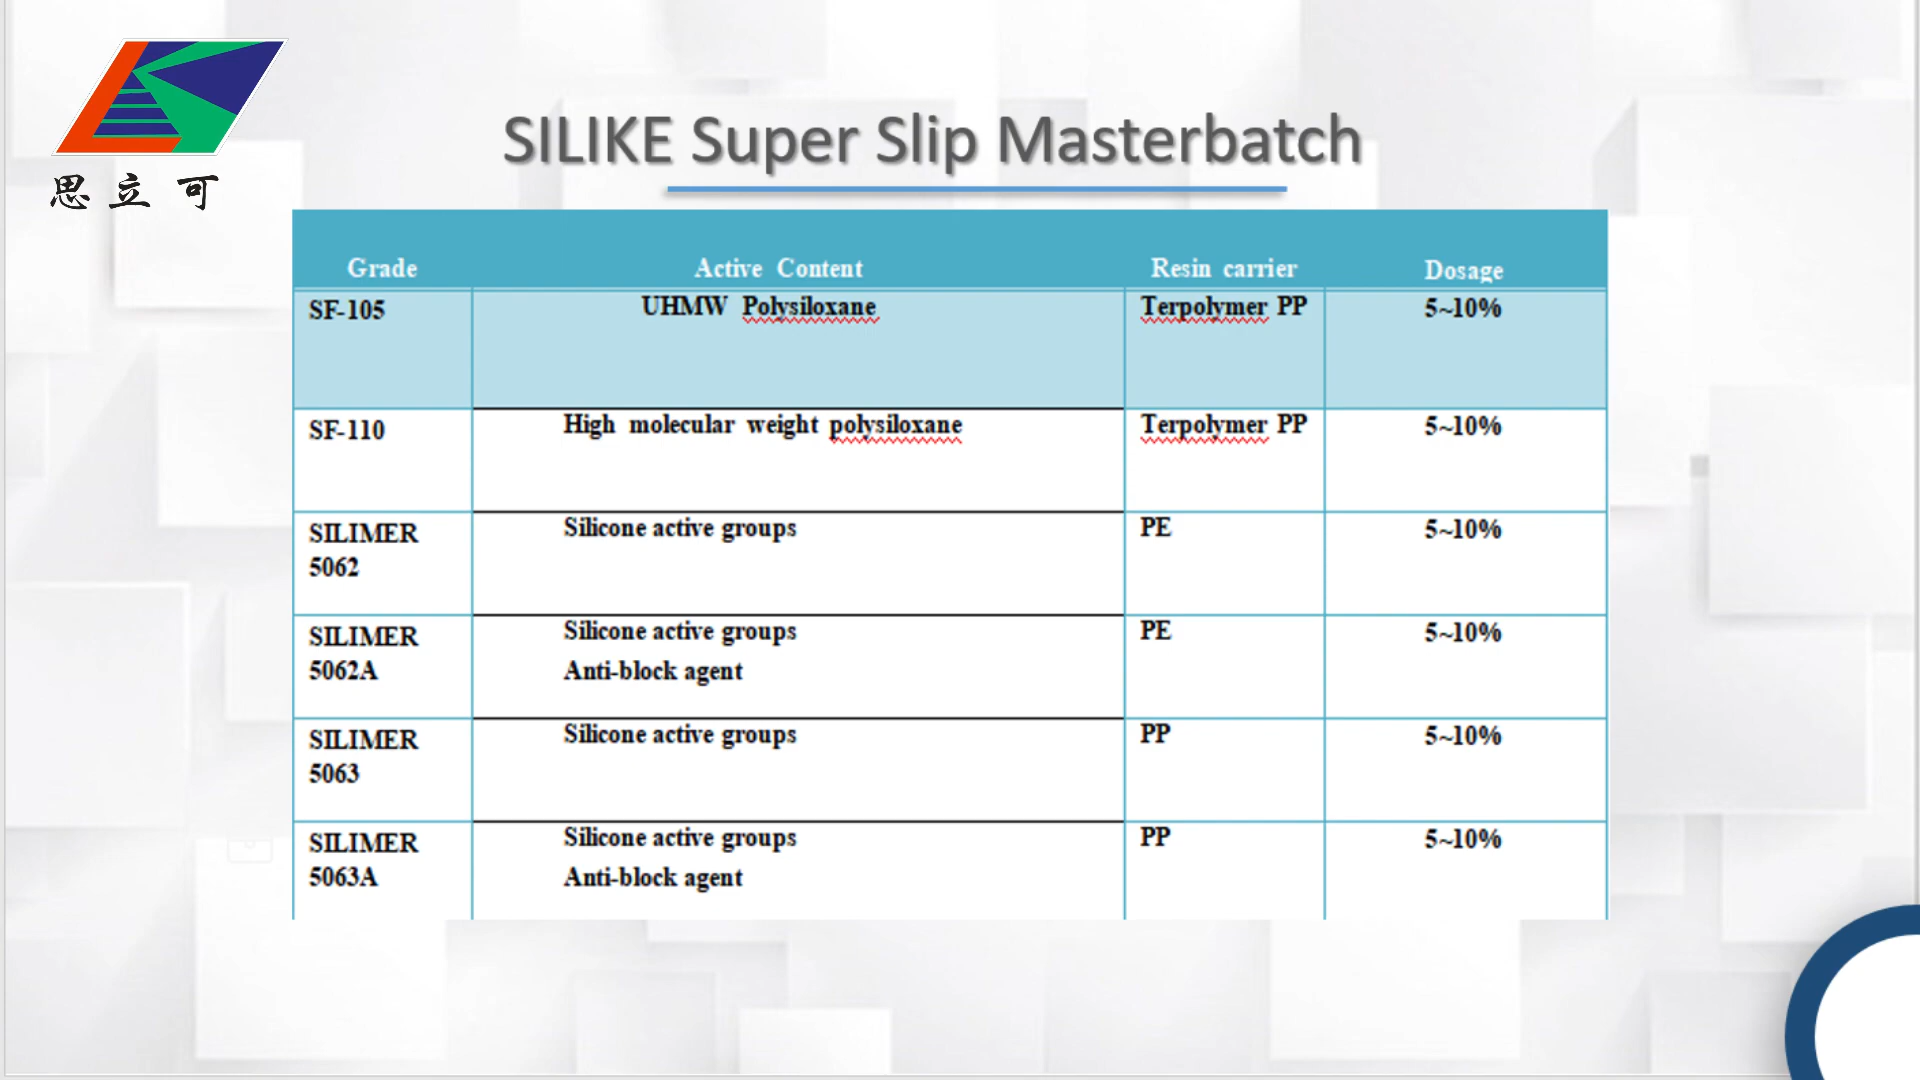 思立可
SILIKE Super Slip Masterbatch
Grade Active Content Resin carrier Dosage
SF-105 UHMW Polysiloxane Terpolymer PP 5~10%
SF-110 High molecular weight polysiloxane Terpolymer PP 5~10%
SILIMER Silicone active groups PE 5~10%
5062
SILIMER Silicone active groups PE 5~10%
5062A Anti-block agent
SILIMER Silicone active groups PP 5~10%
5063
SILIMER Silicone active groups PP 5~10%
5063A Anti-block agent